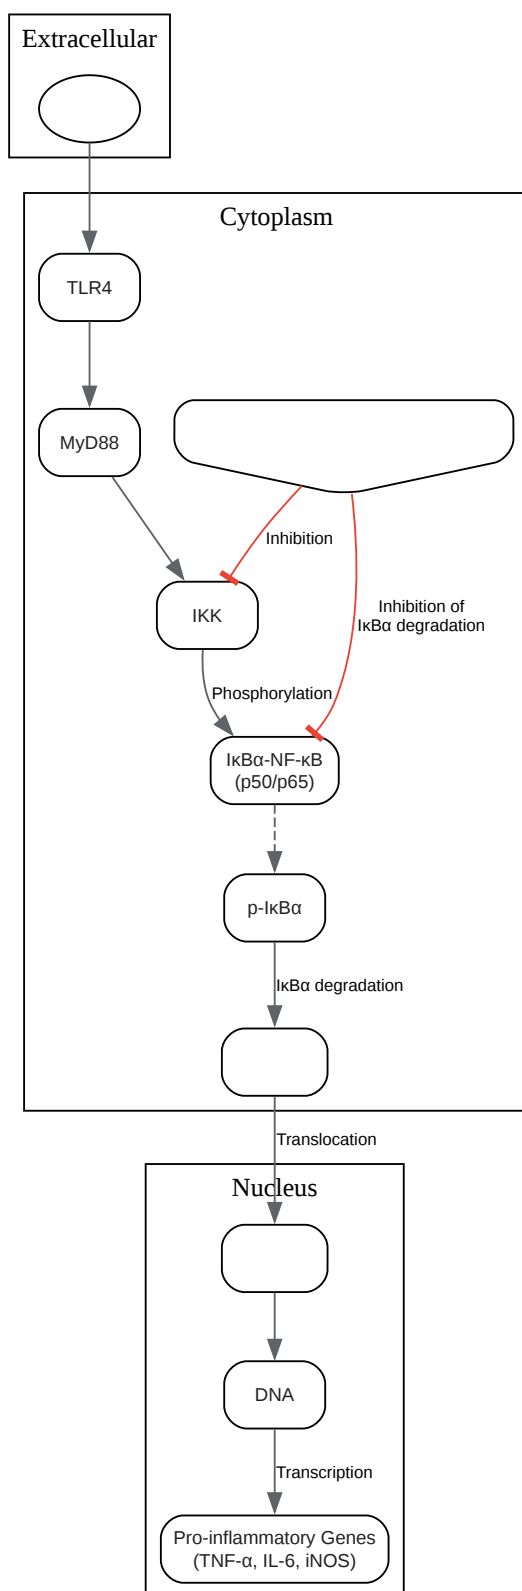 Extracellular
Cytoplasm
TLR4
MyD88
Inhibition
IKK
Inhibition of
IκBα degradation
Phosphorylation
IκBα-NF-κB
(p50/p65)
p-IκBα
IκBα degradation
Translocation
Nucleus
DNA
Transcription
Pro-inflammatory Genes
(TNF-α, IL-6, iNOS)